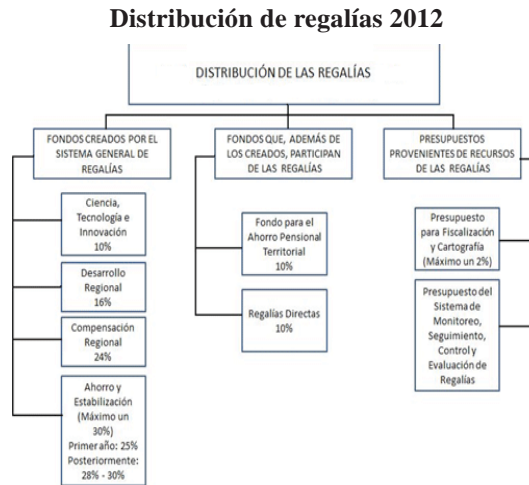 Distribución de regalías 2012
DISTRIBUCIÓN DE LAS REGALÍAS
FONDOS CREADOS POR EL
SISTEMA GENERAL DE
REGALÍAS
Ciencia,
Tecnología e
Innovación
10%
Desarrollo
Regional
16%
Compensación
Regional
24%
Ahorro y
Estabilización
(Máximo un
30%)
Primer año: 25%
Posteriormente:
28% - 30%
FONDOS QUE, ADEMÁS DE
LOS CREADOS, PARTICIPAN
DE LAS REGALÍAS
Fondo para el
Ahorro Pensional
Territorial
10%
Regalías Directas
10%
PRESUPUESTOS
PROVENIENTES DE RECURSOS
DE LAS REGALÍAS
Presupuesto
para Fiscalización
y Cartografía
(Máximo un 2%)
Presupuesto del
Sistema de
Monitoreo,
Seguimiento,
Control y
Evaluación de
Regalías